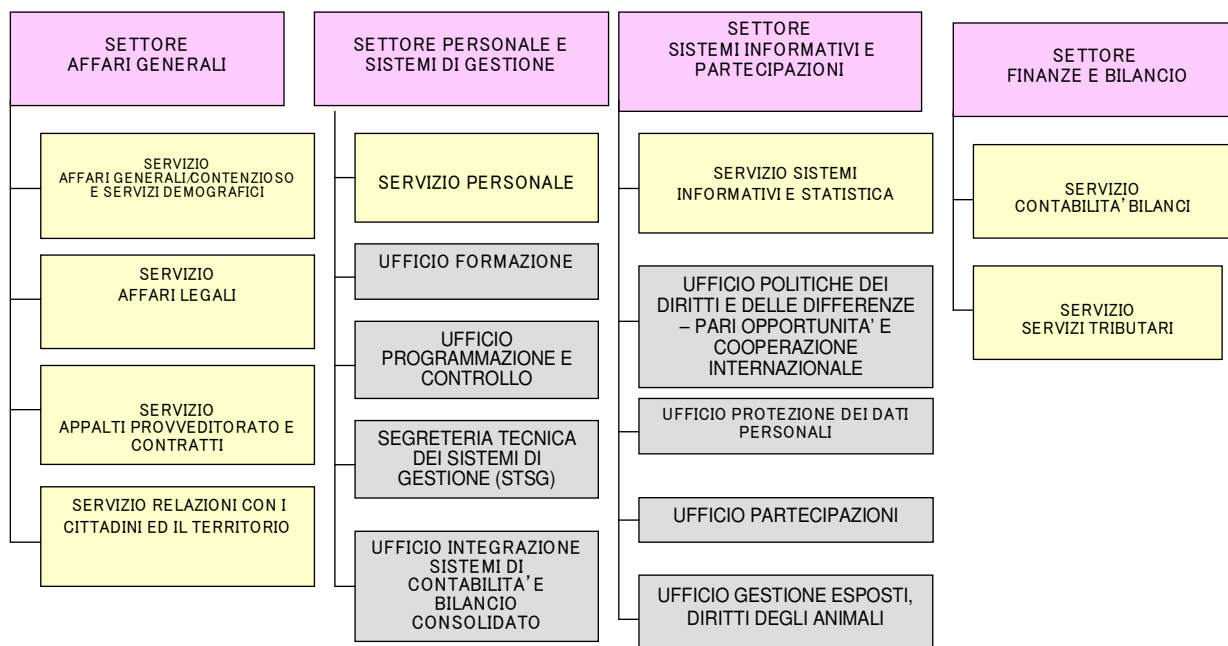 SETTORE
AFFARI GENERALI
SERVIZIO
AFFARI GENERALI/CONTENZIOSO
E SERVIZI DEMOGRAFICI
SERVIZIO
AFFARI LEGALI
SERVIZIO
APPALTI PROVVEDITORATO E
CONTRATTI
SERVIZIO RELAZIONI CON I
CITTADINI ED IL TERRITORIO
SETTORE PERSONALE E
SISTEMI DI GESTIONE
SERVIZIO PERSONALE
UFFICIO FORMAZIONE
UFFICIO
PROGRAMMAZIONE E
CONTROLLO
SEGRETERIA TECNICA
DEI SISTEMI DI
GESTIONE (STSG)
UFFICIO INTEGRAZIONE
SISTEMI DI
CONTABILITA' E
BILANCIO
CONSOLIDATO
SETTORE
SISTEMI INFORMATIVI E
PARTECIPAZIONI
SERVIZIO SISTEMI
INFORMATIVI E STATISTICA
UFFICIO POLITICHE DEI
DIRITTI E DELLE DIFFERENZE
– PARI OPPORTUNITA' E
COOPERAZIONE
INTERNAZIONALE
UFFICIO PROTEZIONE DEI DATI
PERSONALI
UFFICIO PARTECIPAZIONI
UFFICIO GESTIONE ESPOSTI,
DIRITTI DEGLI ANIMALI
SETTORE
FINANZE E BILANCIO
SERVIZIO
CONTABILITA' BILANCI
SERVIZIO
SERVIZI TRIBUTARI